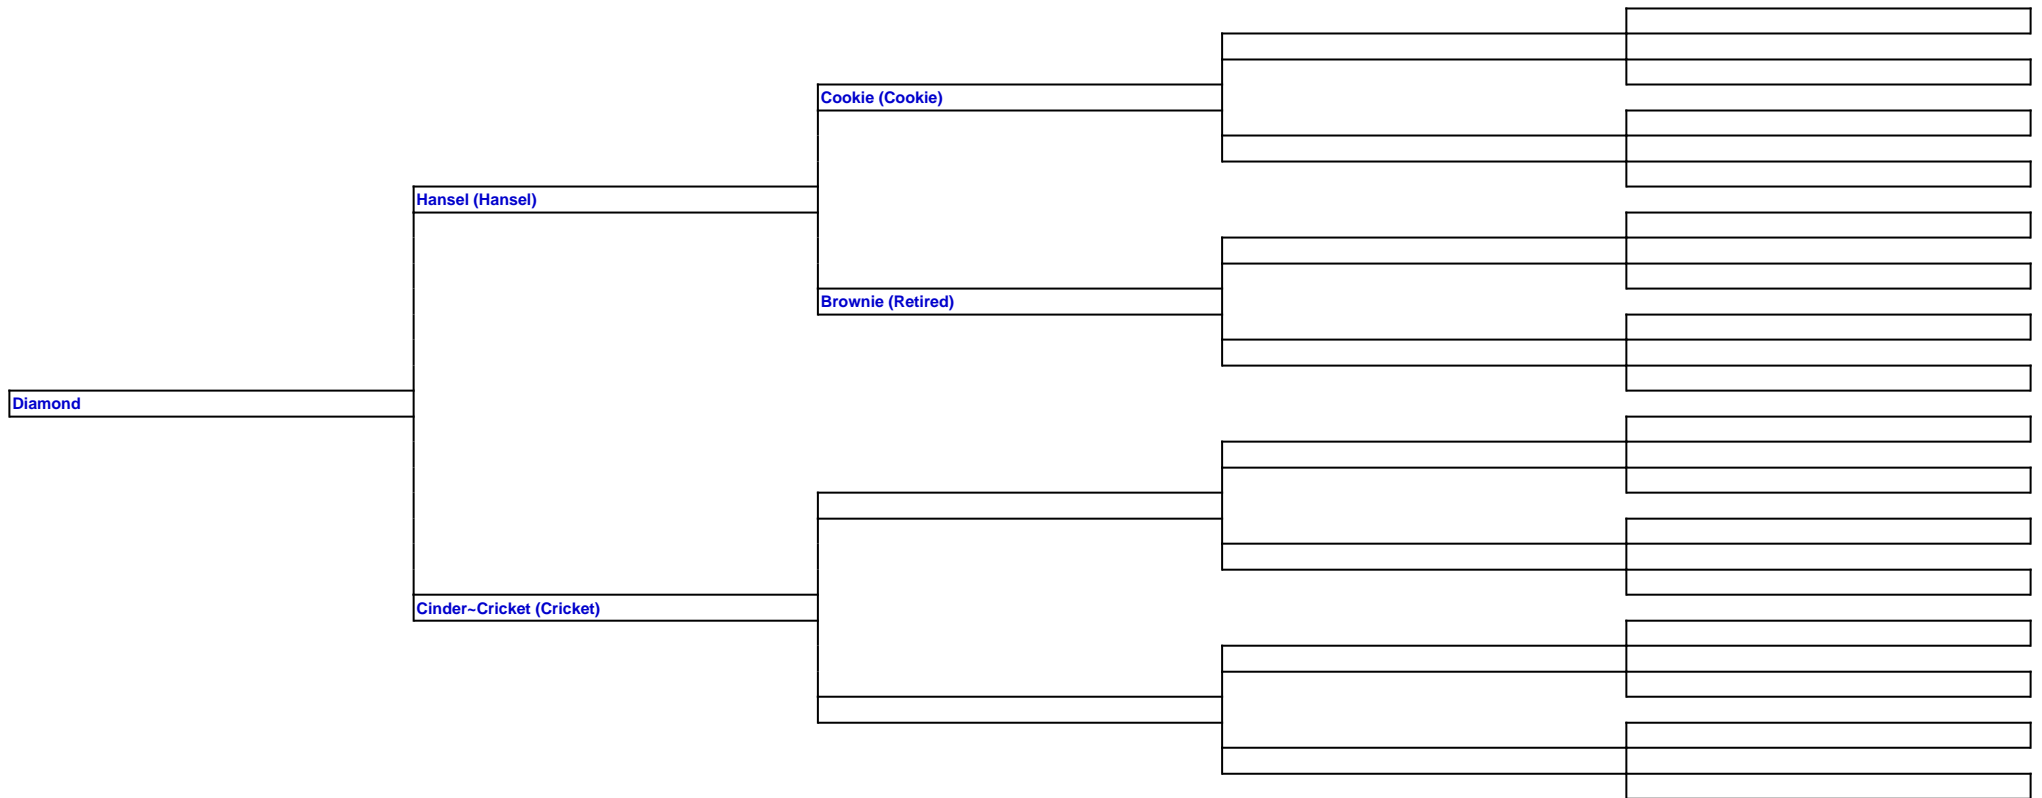 Cookie (Cookie)
Hansel (Hansel)
Brownie (Retired)
Diamond
Cinder~Cricket (Cricket)